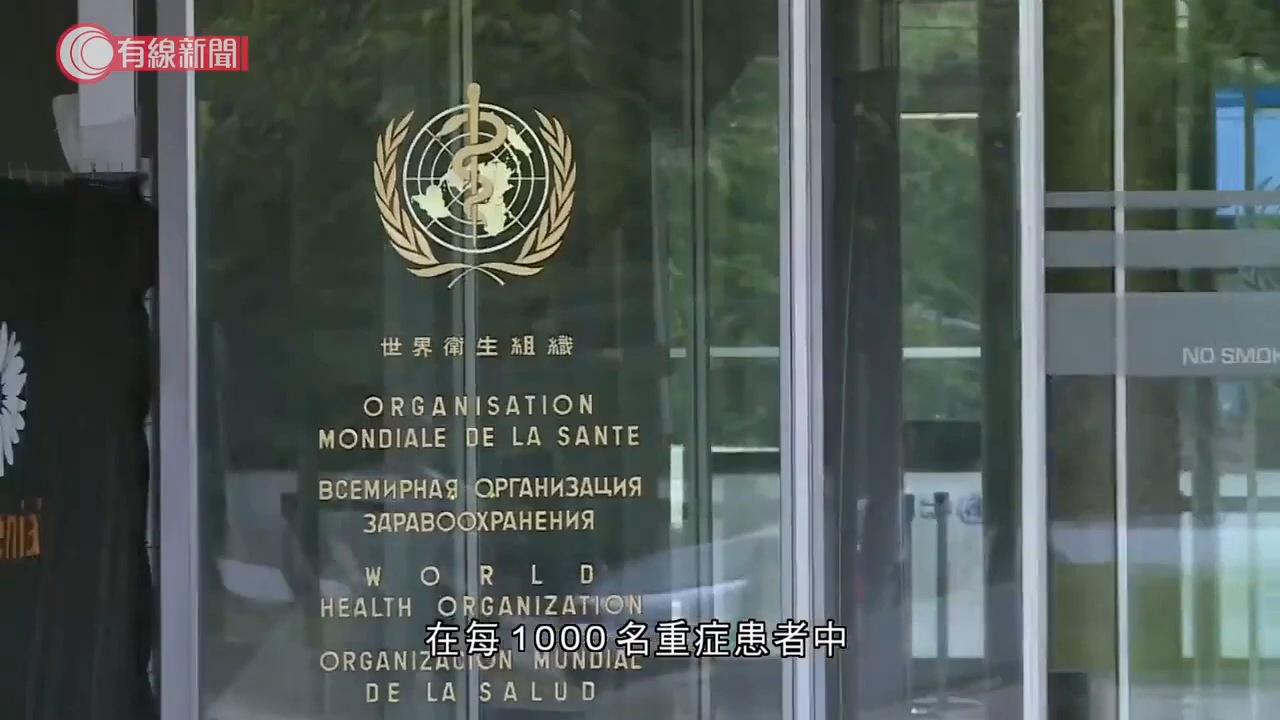 有線新聞
世界衛生組織
ORGANISATION
MONDIALE DE LA SANTE
ВСЕМИРНАЯ ОРГАНИЗАЦИЯ
ЗДРАВООХРАНЕНИЯ
WORLD
HEALTH ORGANIZATION
ORGANIZACION MUNDIAL
DE LA SALUD
在每1000名重症患者中
NO SMOK